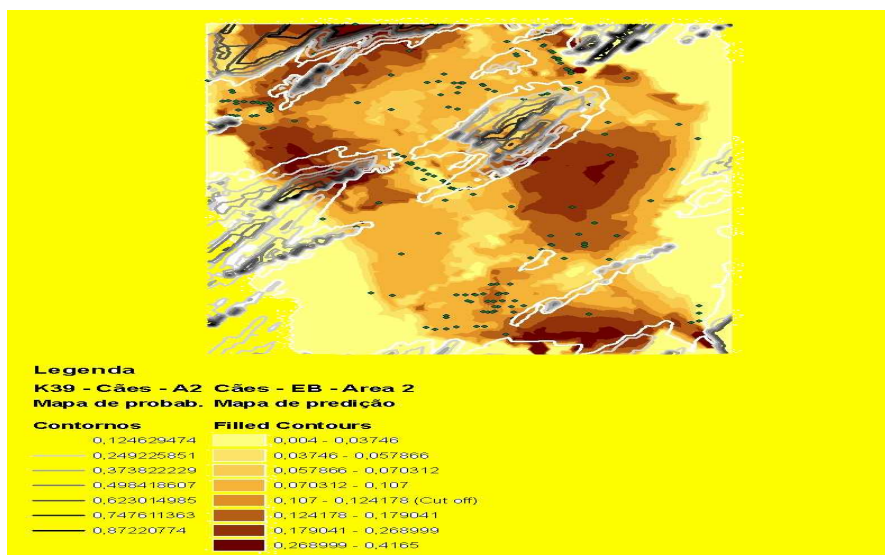 Legenda
K39 - Cães - A2 Cães - EB - Area 2
Mapa de probab. Mapa de predição
Contornos Filled Contours
0,124629474 0,004 - 0,03746
0,249225851 0,03746 - 0,057866
0,373822229 0,057866 - 0,070312
0,498418607 0,070312 - 0,107
0,623014985 0,107 - 0,124178 (Cut off)
0,747611363 0,124178 - 0,179041
0,87220774 0,179041 - 0,268999
0,268999 - 0,4165